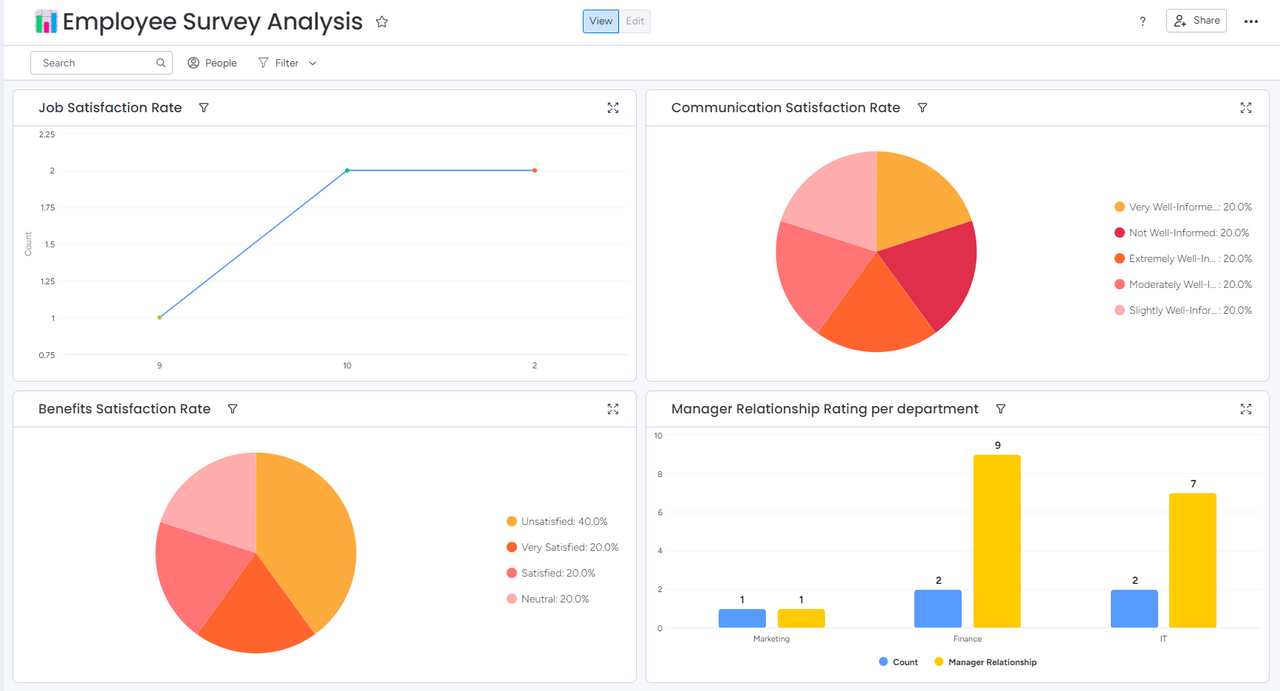 Employee Survey Analysis
View Edit
? Share
Search
People
Filter
Job Satisfaction Rate
2.25
2
1.75
1.5
1.25
1
0.75
Count
9 10 2
Communication Satisfaction Rate
Very Well-Informe...: 20.0%
Not Well-Informed: 20.0%
Extremely Well-In... : 20.0%
Moderately Well-I... : 20.0%
Slightly Well-Infor...: 20.0%
Benefits Satisfaction Rate
Unsatisfied: 40.0%
Very Satisfied: 20.0%
Satisfied: 20.0%
Neutral: 20.0%
Manager Relationship Rating per department
10
8
6
4
2
0
1 1
2 9
2 7
Marketing Finance IT
Count Manager Relationship